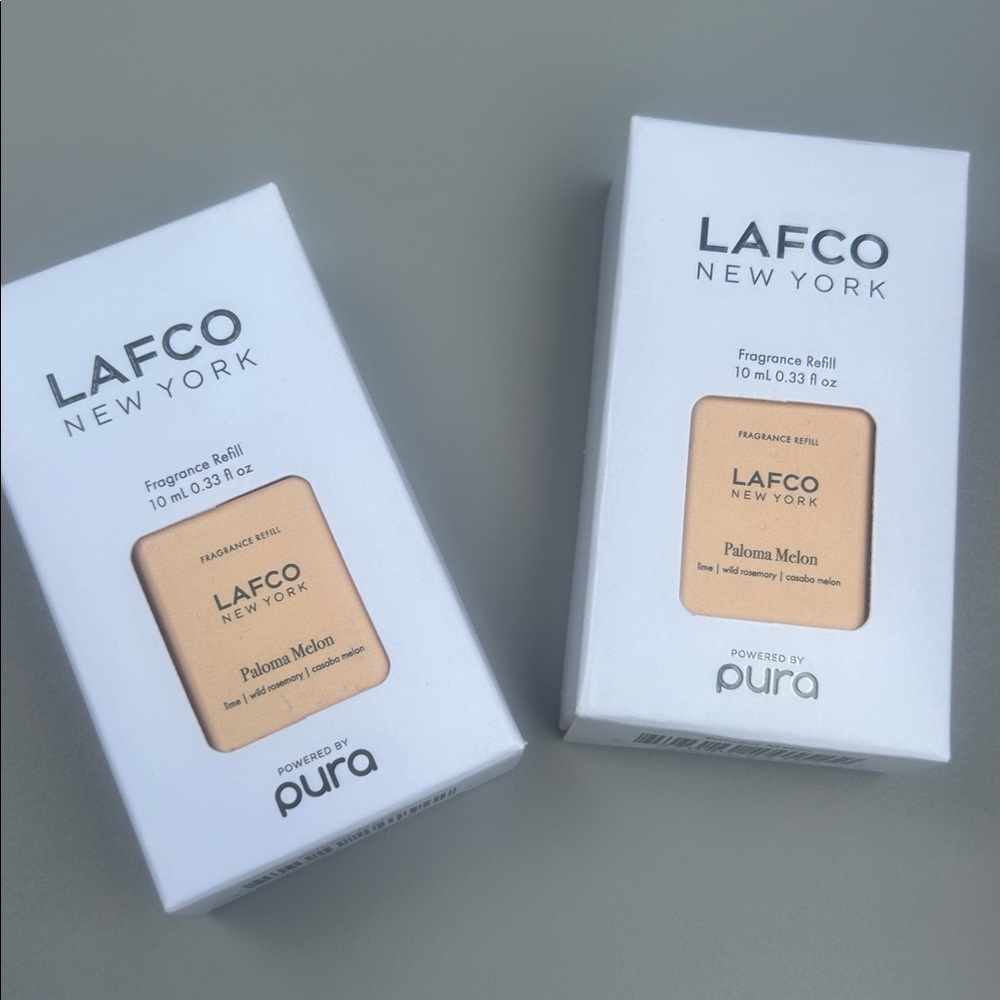 LAFCO
NEW YORK
Fragrance Refill
10 mL 0.33 fl oz
FRAGRANCE REFILL
LAFCO
NEW YORK
Paloma Melon
lime | wild rosemary | casaba melon
POWERED BY
pura
LAFCO
NEW YORK
Fragrance Refill
10 mL 0.33 fl oz
FRAGRANCE REFILL
LAFCO
NEW YORK
Paloma Melon
lime | wild rosemary | casaba melon
POWERED BY
pura